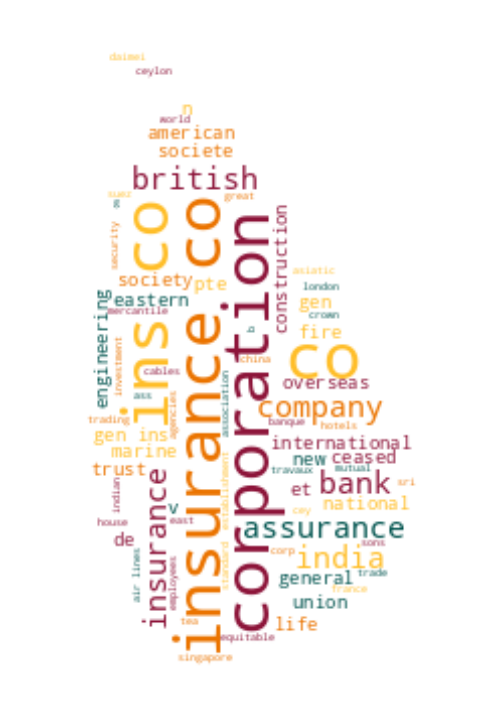 daimei
ceylon
n
world
american
societe
british
suez
great
co
ins
insurance co
corporation
construction
security
society
pte
asiatic
london
eastern
mercantile
gen
crown
engineering
fire
b
china
co
investment
cables
overseas
ass
association
agencies
company
trading
banque
hotels
gen ins
international
marine
new
ceased
trust
travaux
mutual
indian
insurance
et
bank
sri
establishment
national
v
cey
house
east
assurance
de
standard
corp
sons
india
air lines
employees
general
trade
france
union
tea
life
equitable
singapore